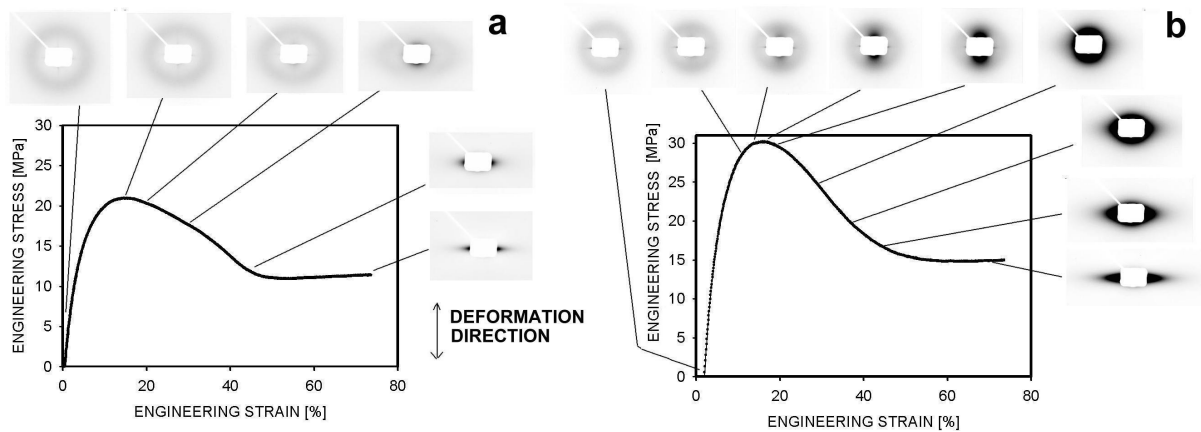 a
ENGINEERING STRESS [MPa]
30
25
20
15
10
5
0
0 20 40 60 80
ENGINEERING STRAIN [%]
DEFORMATION
DIRECTION
b
ENGINEERING STRESS [MPa]
30
25
20
15
10
5
0
0 20 40 60 80
ENGINEERING STRAIN [%]